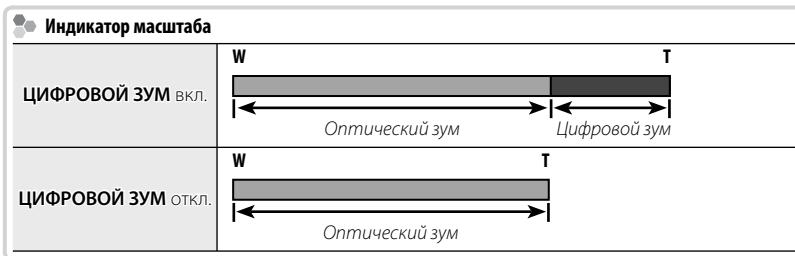 Индикатор масштаба
W T
ЦИФРОВОЙ ЗУМ ВКЛ.
Оптический зум Цифровой зум
W T
ЦИФРОВОЙ ЗУМ ОТКЛ.
Оптический зум